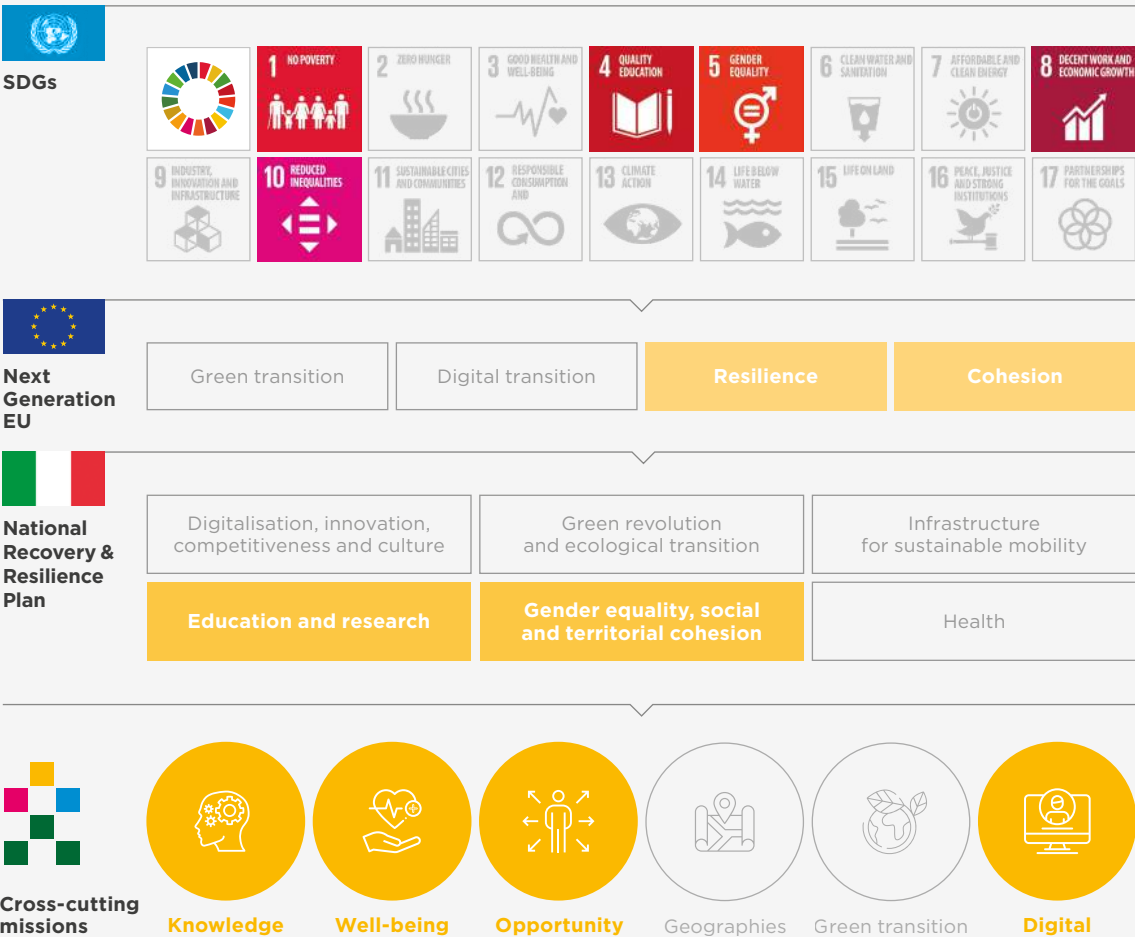 SDGs
1 NO POVERTY
2 ZERO HUNGER
3 GOOD HEALTH AND
WELL-BEING
4 QUALITY
EDUCATION
5 GENDER
EQUALITY
6 CLEAN WATER AND
SANITATION
7 AFFORDABLE AND
CLEAN ENERGY
8 DECENT WORK AND
ECONOMIC GROWTH
9 INDUSTRY,
INNOVATION AND
INFRASTRUCTURE
10 REDUCED
INEQUALITIES
11 SUSTAINABLE CITIES
AND COMMUNITIES
12 RESPONSIBLE
CONSUMPTION
AND
13 CLIMATE
ACTION
14 LIFE BELOW
WATER
15 LIFE ON LAND
16 PEACE, JUSTICE
AND STRONG
INSTITUTIONS
17 PARTNERSHIPS
FOR THE GOALS
Next
Generation
EU
Green transition
Digital transition
Resilience
Cohesion
National
Recovery &
Resilience
Plan
Digitalisation, innovation,
competitiveness and culture
Green revolution
and ecological transition
Infrastructure
for sustainable mobility
Education and research
Gender equality, social
and territorial cohesion
Health
Cross-cutting
missions
Knowledge
Well-being
Opportunity
Geographies
Green transition
Digital